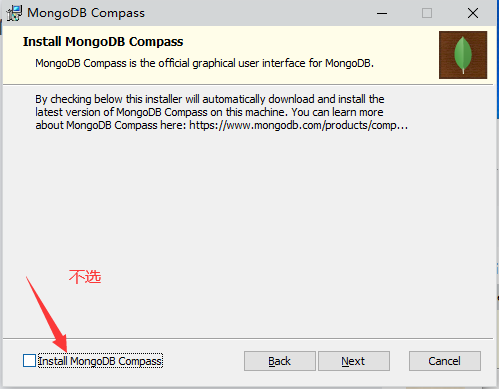 MongoDB Compass
Install MongoDB Compass
MongoDB Compass is the official graphical user interface for MongoDB.
By checking below this installer will automatically download and install the
latest version of MongoDB Compass on this machine. You can learn more
about MongoDB Compass here: https://www.mongodb.com/products/comp...
不选
Install MongoDB Compass
Back
Next
Cancel